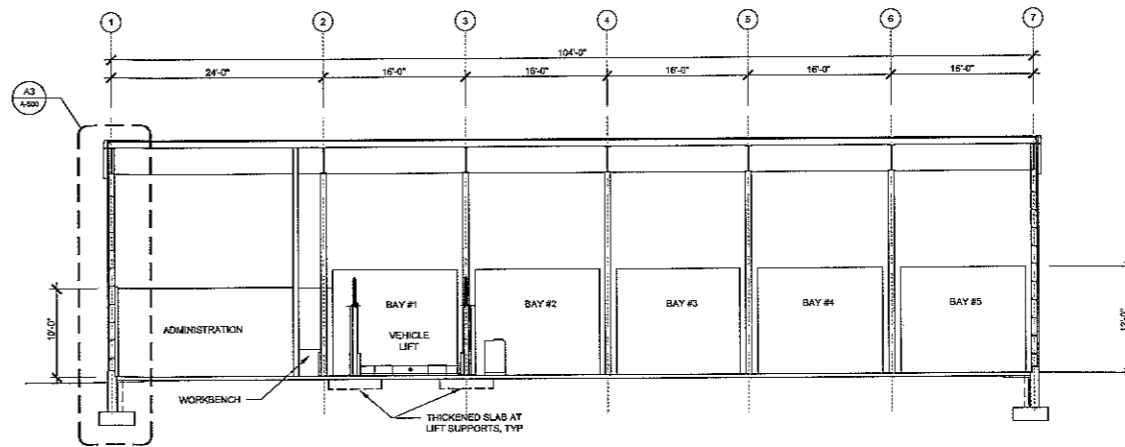 1 2 3 4 5 6 7
104'-0"
24'-0" 16'-0" 16'-0" 16'-0" 16'-0" 16'-0"
A3
A-500
BAY #1 BAY #2 BAY #3 BAY #4 BAY #5
10'-0"
ADMINISTRATION
VEHICLE
LIFT
12'-0"
WORKBENCH
THICKENED SLAB AT
LIFT SUPPORTS, TYP